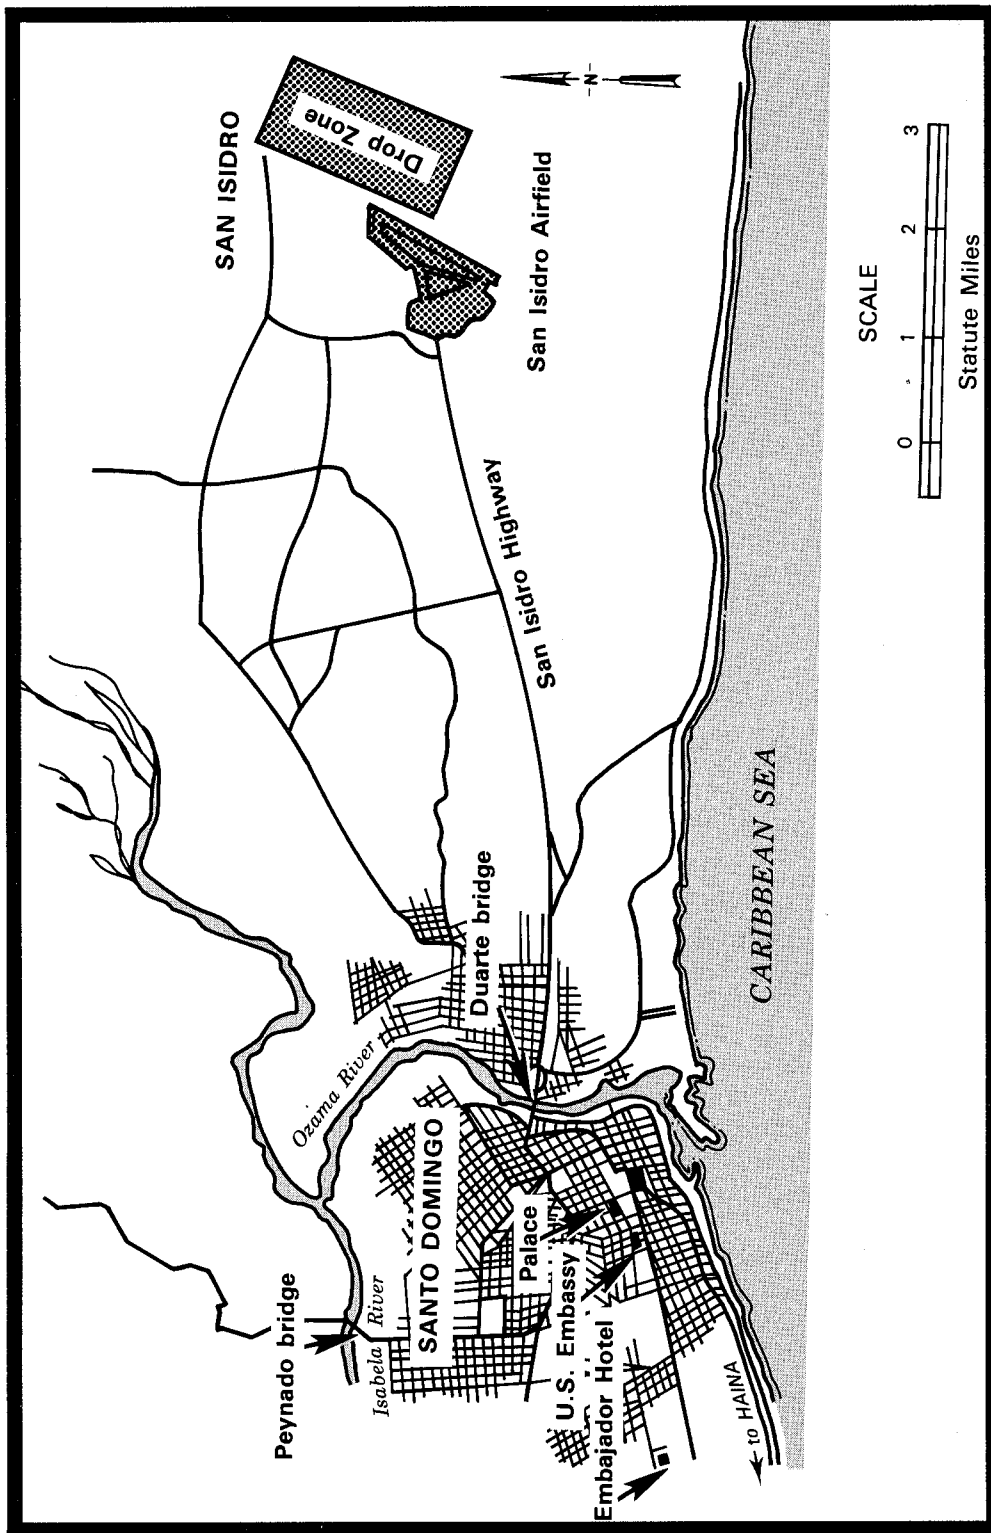 SAN ISIDRO
Drop Zone
San Isidro Airfield
N
San Isidro Highway
Peynado bridge
Isabela River
Ozama River
SANTO DOMINGO
Duarte bridge
Palace
U.S. Embassy
Embajador Hotel
to HAINA
CARIBBEAN SEA
SCALE
0 1 2 3
Statute Miles